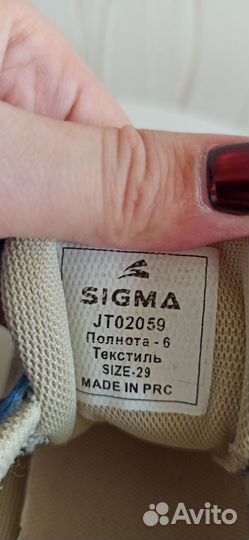 SIGMA
JT02059
Полнота - 6
Текстиль
SIZE-29
MADE IN PRC
Avito